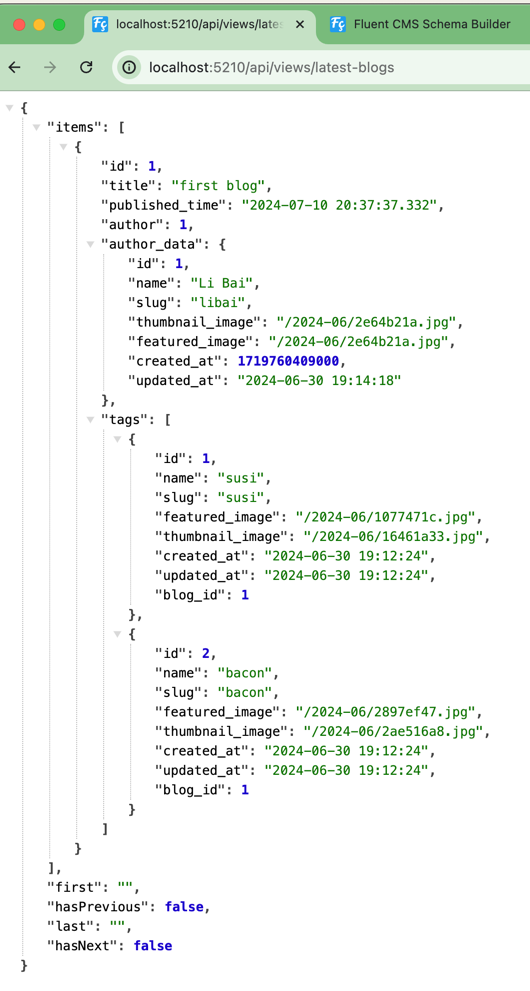 localhost:5210/api/views/lates
Fluent CMS Schema Builder
localhost:5210/api/views/latest-blogs
{
"items": [
{
"id": 1,
"title": "first blog",
"published_time": "2024-07-10 20:37:37.332",
"author": 1,
"author_data": {
"id": 1,
"name": "Li Bai",
"slug": "libai",
"thumbnail_image": "/2024-06/2e64b21a.jpg",
"featured_image": "/2024-06/2e64b21a.jpg",
"created_at": 1719760409000,
"updated_at": "2024-06-30 19:14:18"
},
"tags": [
{
"id": 1,
"name": "susi",
"slug": "susi",
"featured_image": "/2024-06/1077471c.jpg",
"thumbnail_image": "/2024-06/16461a33.jpg",
"created_at": "2024-06-30 19:12:24",
"updated_at": "2024-06-30 19:12:24",
"blog_id": 1
},
{
"id": 2,
"name": "bacon",
"slug": "bacon",
"featured_image": "/2024-06/2897ef47.jpg",
"thumbnail_image": "/2024-06/2ae516a8.jpg",
"created_at": "2024-06-30 19:12:24",
"updated_at": "2024-06-30 19:12:24",
"blog_id": 1
}
]
}
],
"first": "",
"hasPrevious": false,
"last": "",
"hasNext": false
}